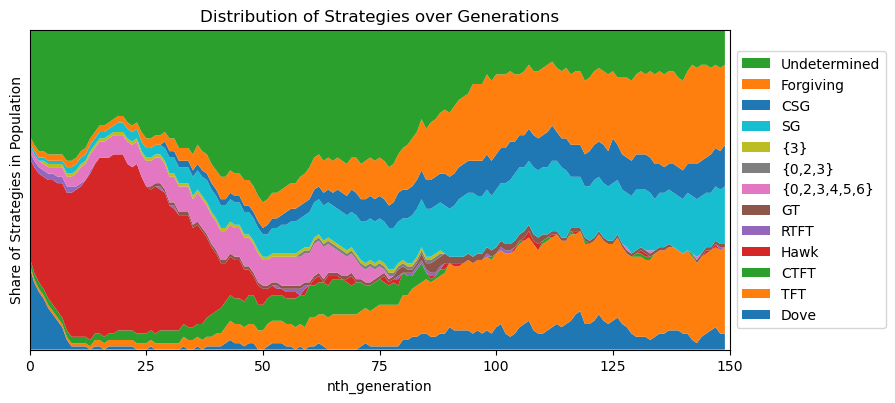 Distribution of Strategies over Generations
Share of Strategies in Population
0 25 50 75 100 125 150
nth_generation
Undetermined
Forgiving
CSG
SG
{3}
{0,2,3}
{0,2,3,4,5,6}
GT
RTFT
Hawk
CTFT
TFT
Dove